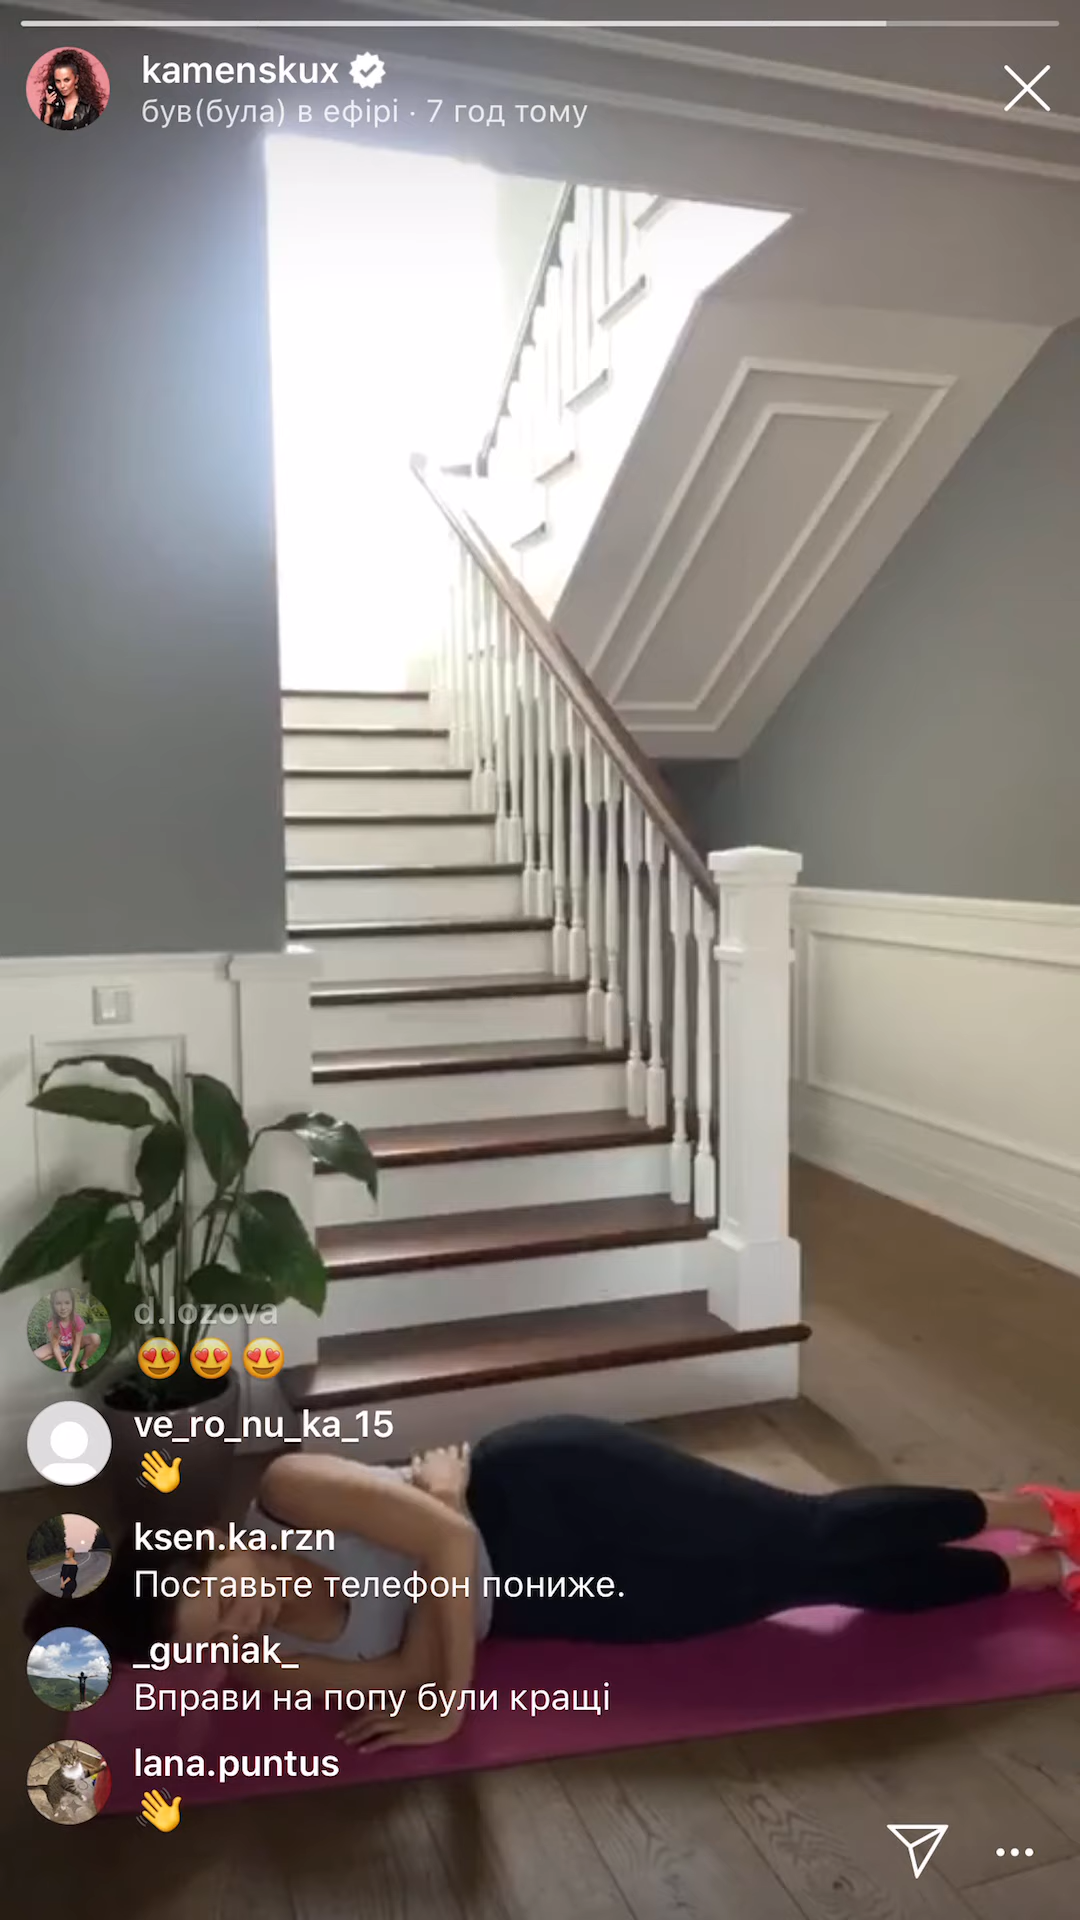 kamenskux
був(була) в ефірі · 7 год тому
d.lozova
😍😍😍
ve_ro_nu_ka_15
👋
ksen.ka.rzn
Поставьте телефон пониже.
_gurniak_
Вправи на попу були кращі
lana.puntus
👋